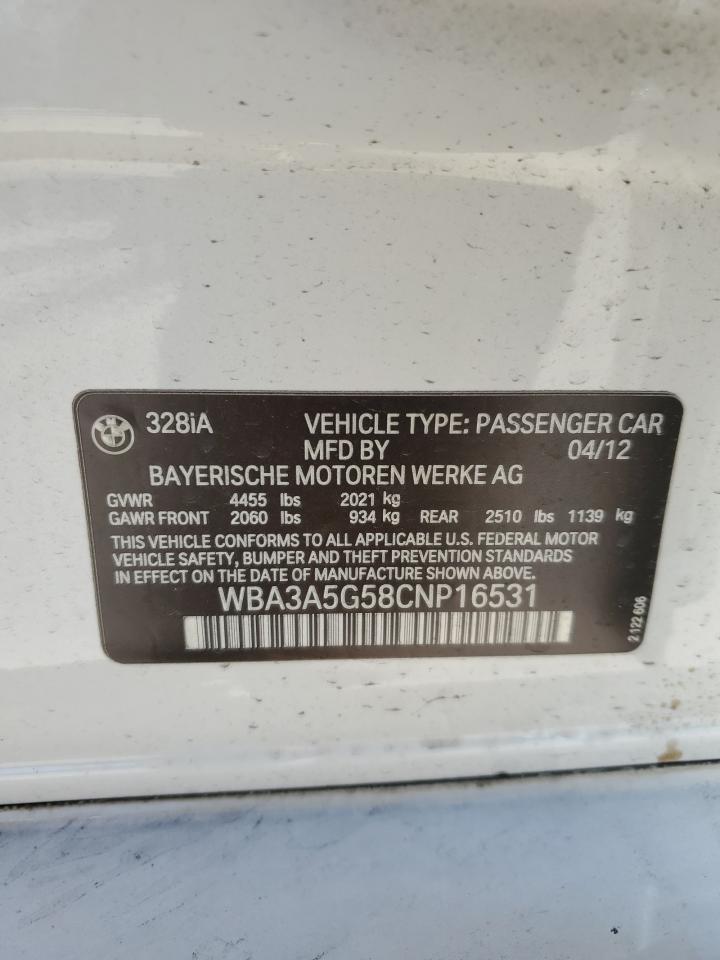 328iA VEHICLE TYPE: PASSENGER CAR
MFD BY 04/12
BAYERISCHE MOTOREN WERKE AG
GVWR 4455 lbs 2021 kg
GAWR FRONT 2060 lbs 934 kg REAR 2510 lbs 1139 kg
THIS VEHICLE CONFORMS TO ALL APPLICABLE U.S. FEDERAL MOTOR
VEHICLE SAFETY, BUMPER AND THEFT PREVENTION STANDARDS
IN EFFECT ON THE DATE OF MANUFACTURE SHOWN ABOVE.
WBA3A5G58CNP16531
2 122 606